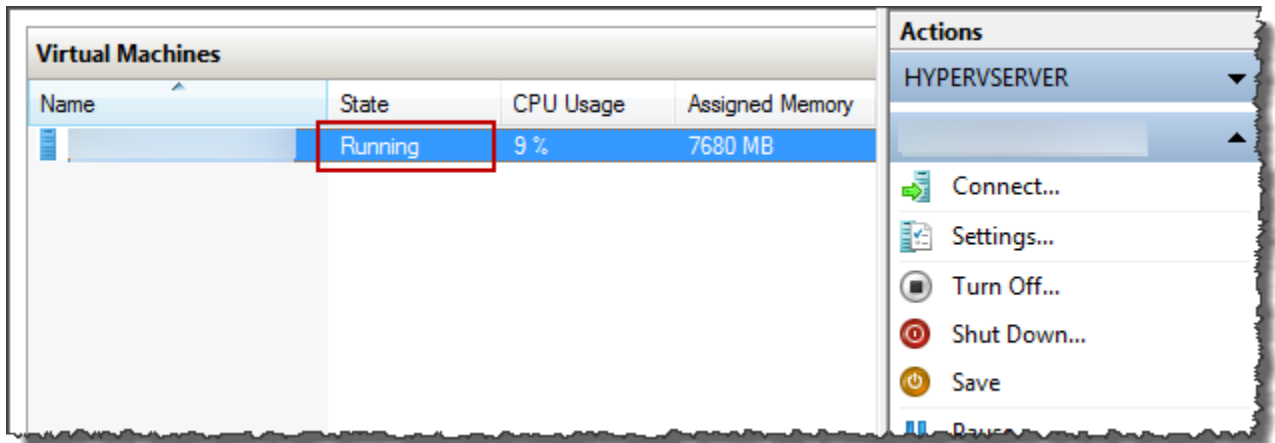 Virtual Machines
Name State CPU Usage Assigned Memory
Running 9 % 7680 MB
Actions
HYPERVSERVER
Connect...
Settings...
Turn Off...
Shut Down...
Save
Pause